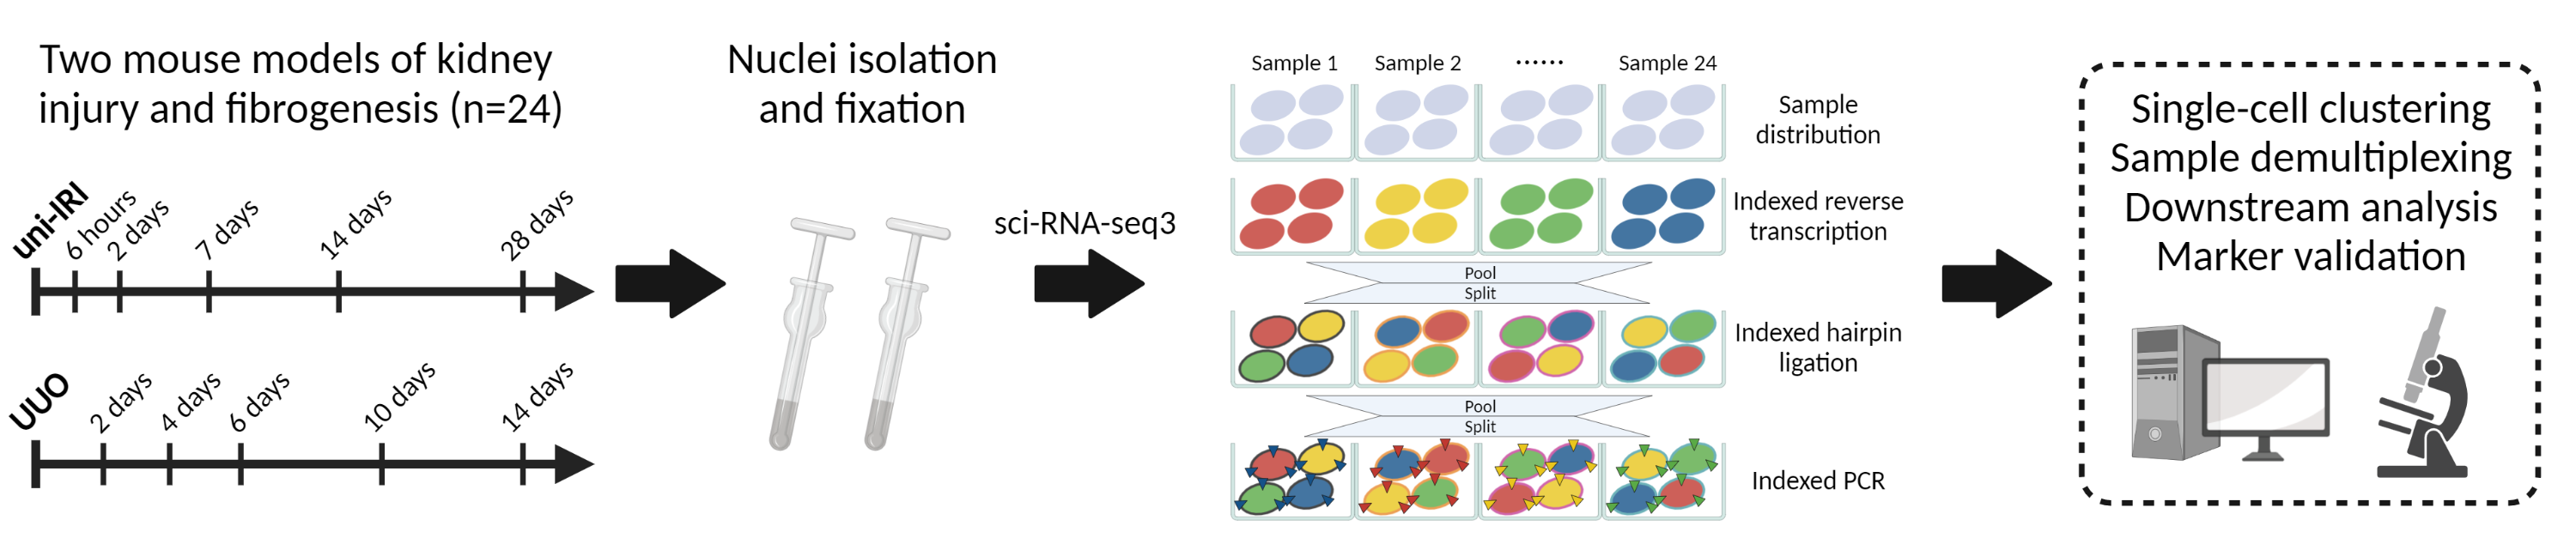 Two mouse models of kidney
injury and fibrogenesis (n=24)
uni-IRI
6 hours
2 days
7 days
14 days
28 days
UUO
2 days
4 days
6 days
10 days
14 days
Nuclei isolation
and fixation
sci-RNA-seq3
Sample 1
Sample 2
......
Sample 24
Sample
distribution
Indexed reverse
transcription
Pool
Split
Indexed hairpin
ligation
Pool
Split
Indexed PCR
Single-cell clustering
Sample demultiplexing
Downstream analysis
Marker validation